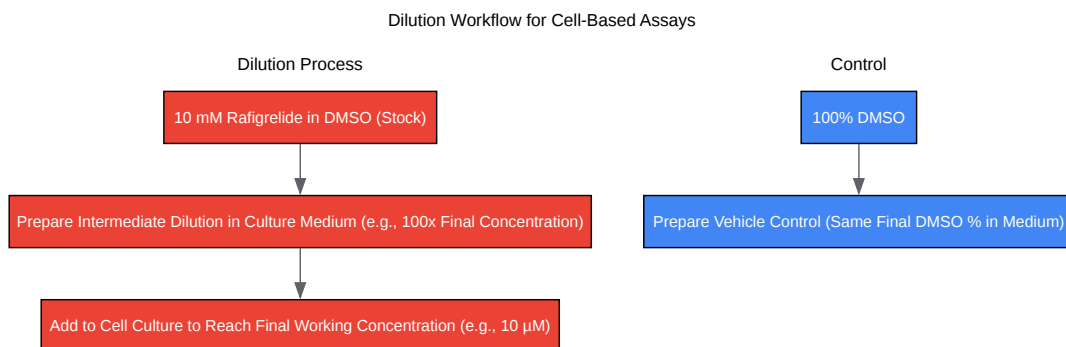 Dilution Workflow for Cell-Based Assays
Dilution Process
10 mM Rafigrelide in DMSO (Stock)
Prepare Intermediate Dilution in Culture Medium (e.g., 100x Final Concentration)
Add to Cell Culture to Reach Final Working Concentration (e.g., 10 µM)
Control
100% DMSO
Prepare Vehicle Control (Same Final DMSO % in Medium)